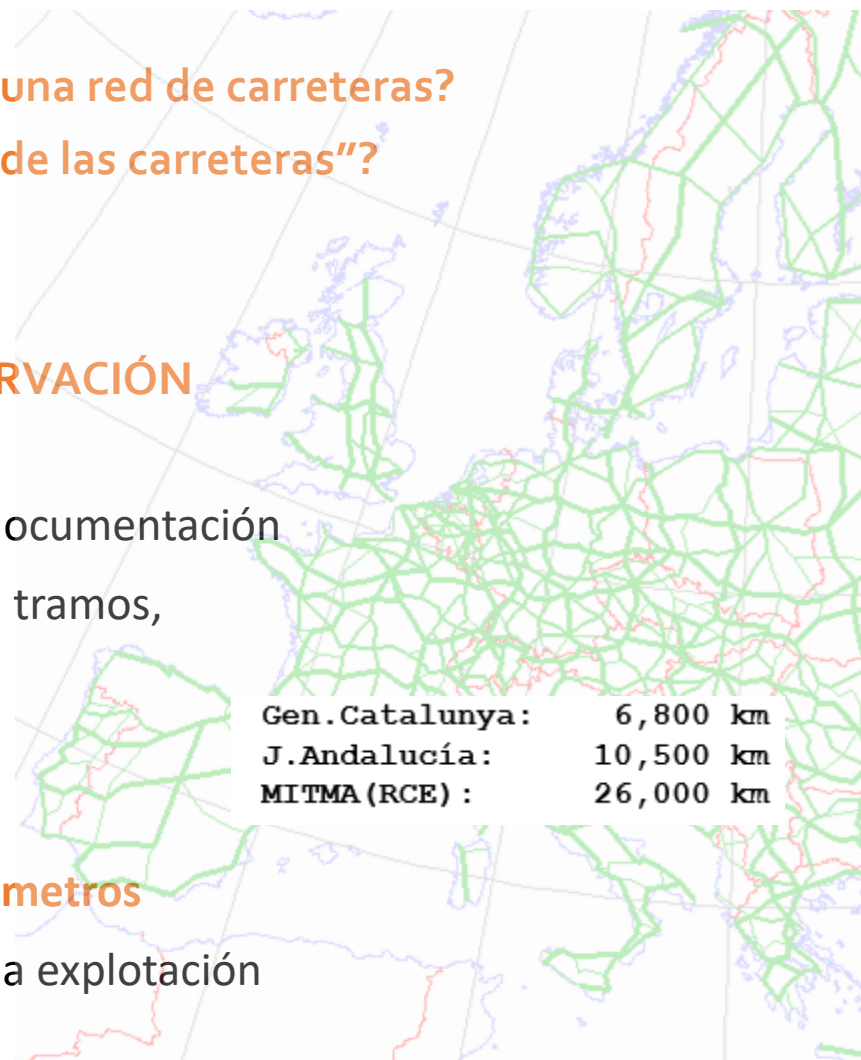 una red de carreteras?
de las carreteras”?
RVACIÓN
ocumentación
tramos,
Gen.Catalunya: 6,800 km
J.Andalucía: 10,500 km
MITMA(RCE): 26,000 km
metros
a explotación